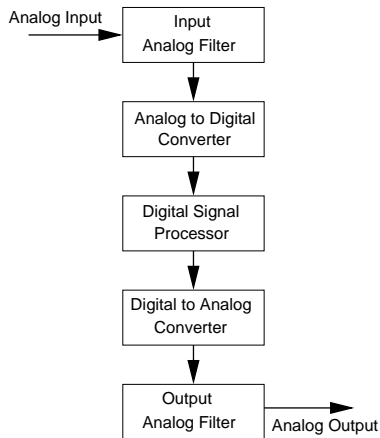 Analog Input
Input
Analog Filter
Analog to Digital
Converter
Digital Signal
Processor
Digital to Analog
Converter
Output
Analog Filter
Analog Output